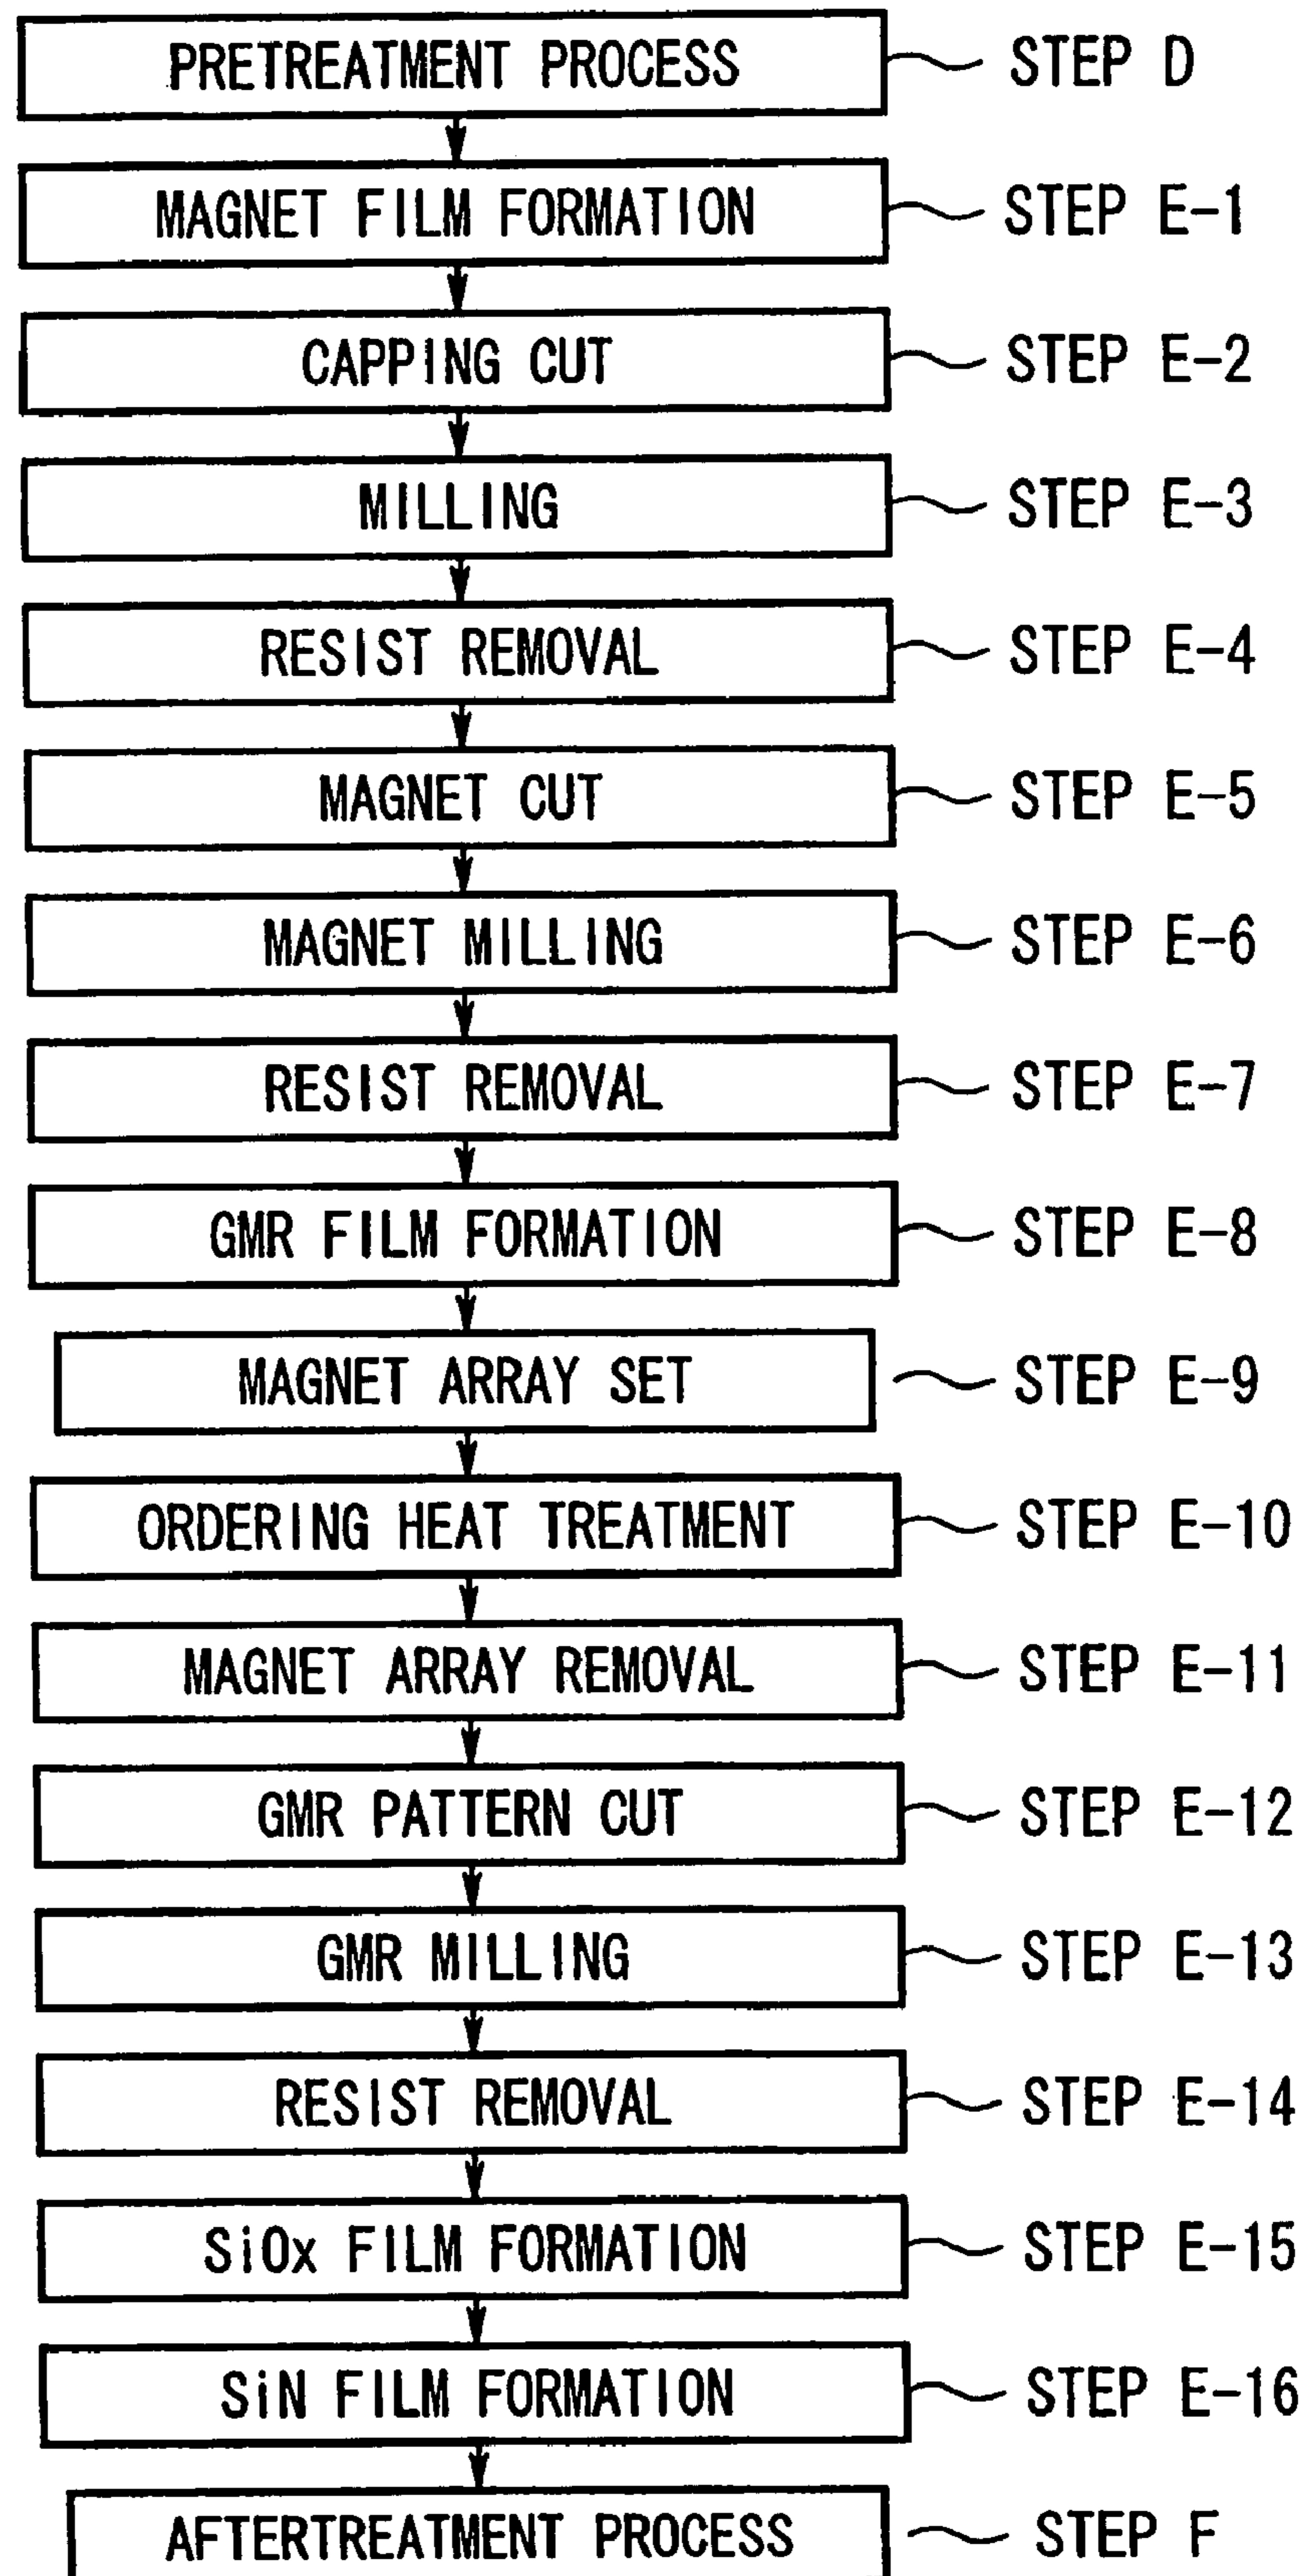 PRETREATMENT PROCESS STEP D
MAGNET FILM FORMATION STEP E-1
CAPPING CUT STEP E-2
MILLING STEP E-3
RESIST REMOVAL STEP E-4
MAGNET CUT STEP E-5
MAGNET MILLING STEP E-6
RESIST REMOVAL STEP E-7
GMR FILM FORMATION STEP E-8
MAGNET ARRAY SET STEP E-9
ORDERING HEAT TREATMENT STEP E-10
MAGNET ARRAY REMOVAL STEP E-11
GMR PATTERN CUT STEP E-12
GMR MILLING STEP E-13
RESIST REMOVAL STEP E-14
SiOx FILM FORMATION STEP E-15
SiN FILM FORMATION STEP E-16
AFTERTREATMENT PROCESS STEP F